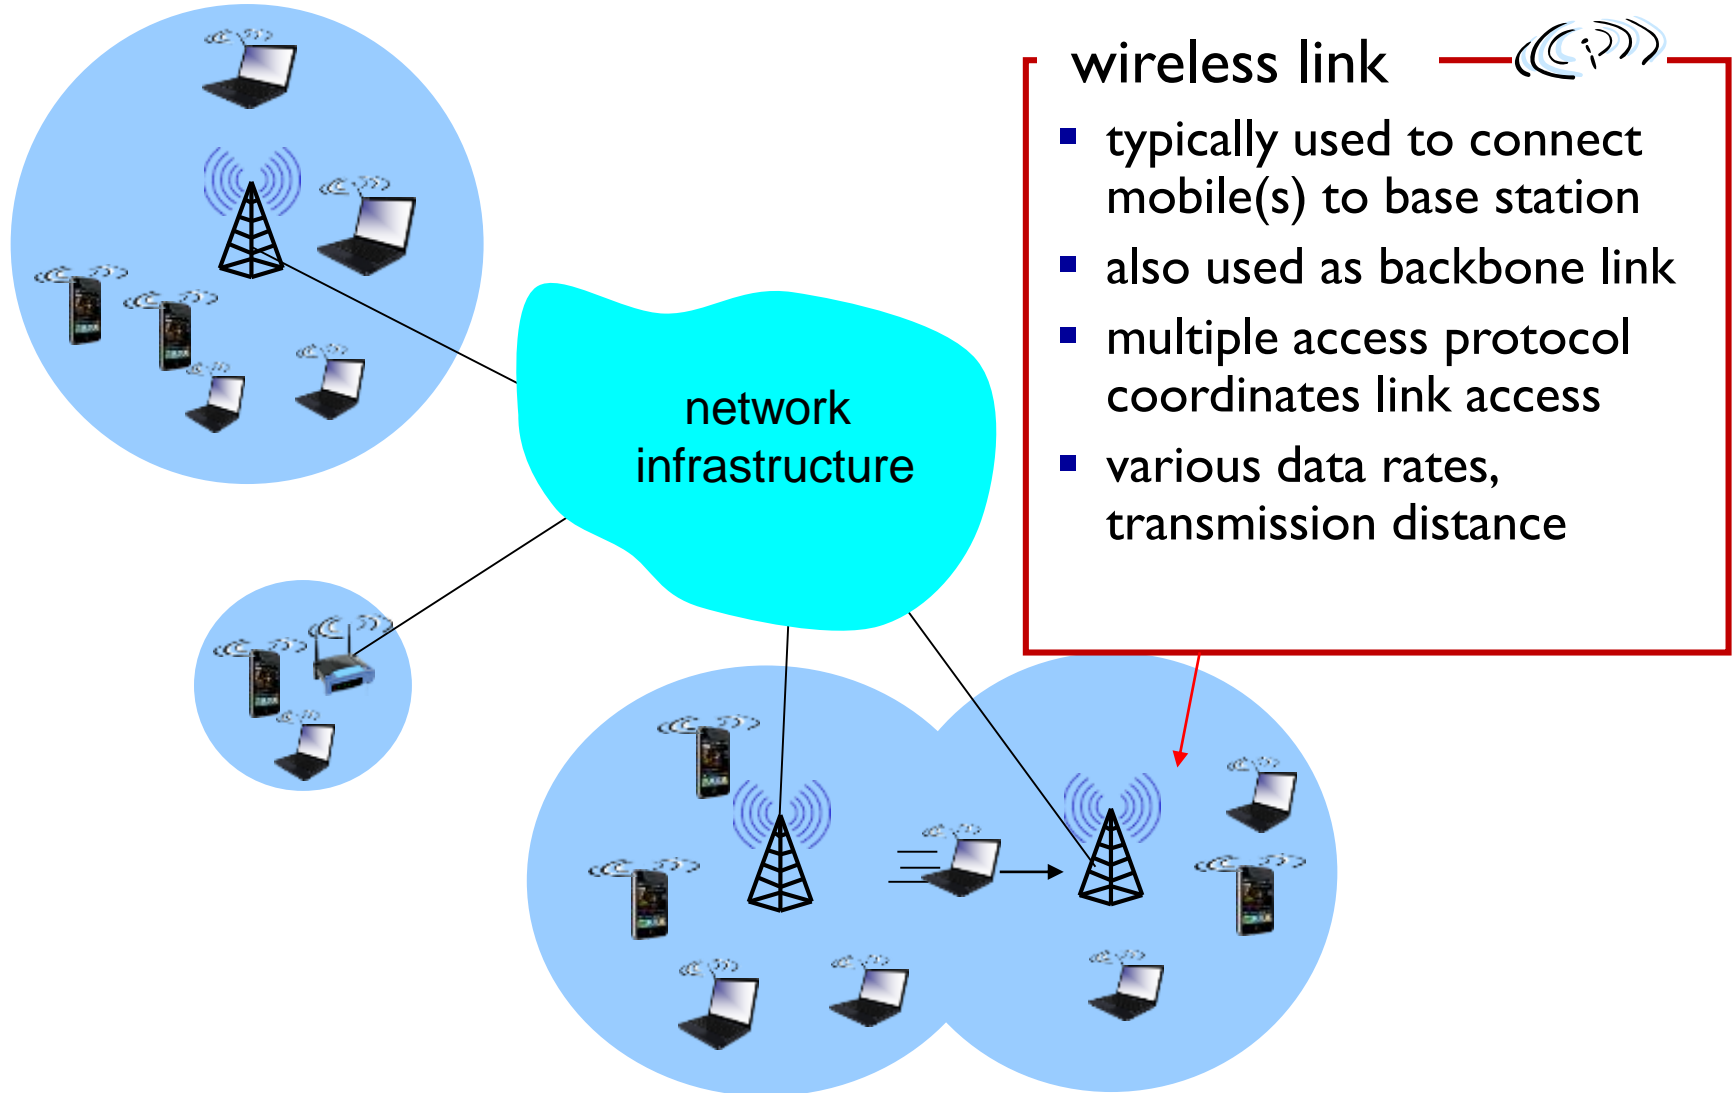 wireless link
▪ typically used to connect
mobile(s) to base station
▪ also used as backbone link
▪ multiple access protocol
coordinates link access
▪ various data rates,
transmission distance
network
infrastructure